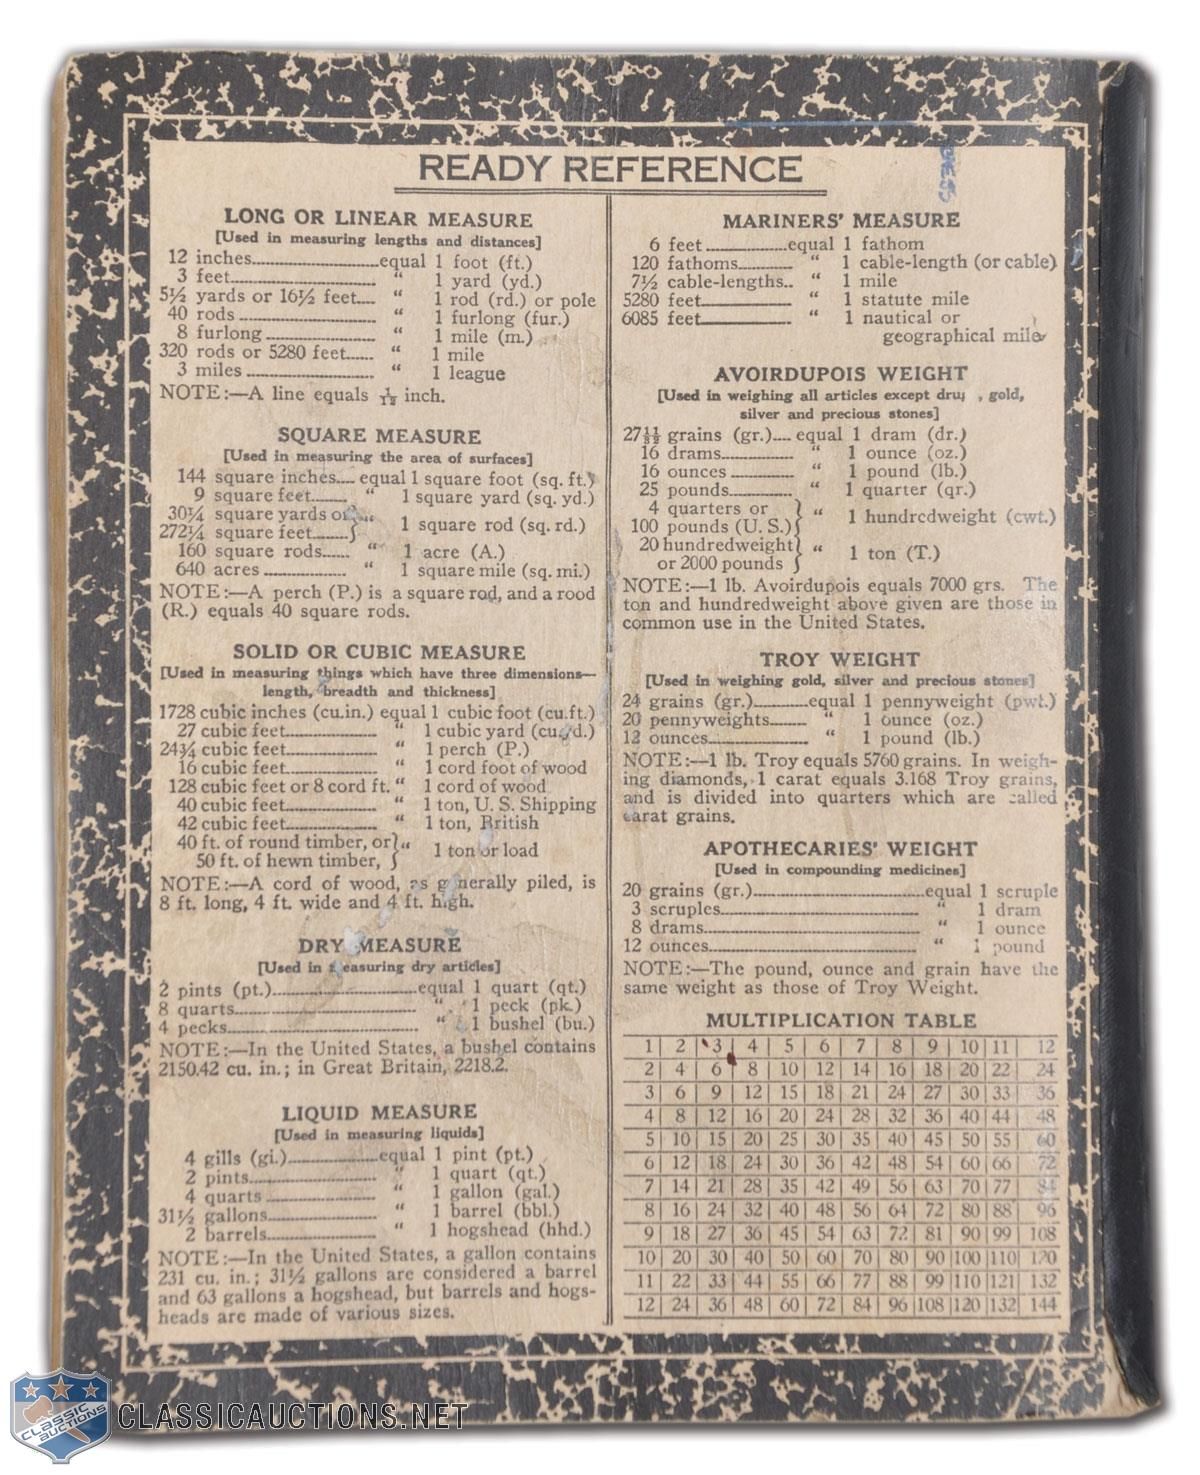 READY REFERENCE
LONG OR LINEAR MEASURE
[Used in measuring lengths and distances]
12 inches equal 1 foot (ft.)
3 feet " 1 yard (yd.)
5½ yards or 16½ feet " 1 rod (rd.) or pole
40 rods " 1 furlong (fur.)
8 furlong " 1 mile (m.)
320 rods or 5280 feet " 1 mile
3 miles " 1 league
NOTE:—A line equals 1/12 inch.
SQUARE MEASURE
[Used in measuring the area of surfaces]
144 square inches equal 1 square foot (sq. ft.)
9 square feet " 1 square yard (sq. yd.)
30¼ square yards or
272¼ square feet } " 1 square rod (sq. rd.)
160 square rods " 1 acre (A.)
640 acres " 1 square mile (sq. mi.)
NOTE:—A perch (P.) is a square rod, and a rood
(R.) equals 40 square rods.
SOLID OR CUBIC MEASURE
[Used in measuring things which have three dimensions—
length, breadth and thickness]
1728 cubic inches (cu.in.) equal 1 cubic foot (cu.ft.)
27 cubic feet " 1 cubic yard (cu.yd.)
24¾ cubic feet " 1 perch (P.)
16 cubic feet " 1 cord foot of wood
128 cubic feet or 8 cord ft. " 1 cord of wood
40 cubic feet " 1 ton, U. S. Shipping
42 cubic feet " 1 ton, British
40 ft. of round timber, or
50 ft. of hewn timber, } " 1 ton or load
NOTE:—A cord of wood, as generally piled, is
8 ft. long, 4 ft. wide and 4 ft. high.
DRY MEASURE
[Used in measuring dry articles]
2 pints (pt.) equal 1 quart (qt.)
8 quarts " 1 peck (pk.)
4 pecks " 1 bushel (bu.)
NOTE:—In the United States, a bushel contains
2150.42 cu. in.; in Great Britain, 2218.2.
LIQUID MEASURE
[Used in measuring liquids]
4 gills (gi.) equal 1 pint (pt.)
2 pints " 1 quart (qt.)
4 quarts " 1 gallon (gal.)
31½ gallons " 1 barrel (bbl.)
2 barrels " 1 hogshead (hhd.)
NOTE:—In the United States, a gallon contains
231 cu. in.; 31½ gallons are considered a barrel
and 63 gallons a hogshead, but barrels and hogs-
heads are made of various sizes.
MARINERS' MEASURE
6 feet equal 1 fathom
120 fathoms " 1 cable-length (or cable)
7½ cable-lengths " 1 mile
5280 feet " 1 statute mile
6085 feet " 1 nautical or
geographical mile
AVOIRDUPOIS WEIGHT
[Used in weighing all articles except drugs, gold,
silver and precious stones]
27 11/32 grains (gr.) equal 1 dram (dr.)
16 drams " 1 ounce (oz.)
16 ounces " 1 pound (lb.)
25 pounds " 1 quarter (qr.)
4 quarters or
100 pounds (U. S.) } " 1 hundredweight (cwt.)
20 hundredweight
or 2000 pounds } " 1 ton (T.)
NOTE:—1 lb. Avoirdupois equals 7000 grs. The
ton and hundredweight above given are those in
common use in the United States.
TROY WEIGHT
[Used in weighing gold, silver and precious stones]
24 grains (gr.) equal 1 pennyweight (pwt.)
20 pennyweights " 1 ounce (oz.)
12 ounces " 1 pound (lb.)
NOTE:—1 lb. Troy equals 5760 grains. In weigh-
ing diamonds, 1 carat equals 3.168 Troy grains,
and is divided into quarters which are called
carat grains.
APOTHECARIES' WEIGHT
[Used in compounding medicines]
20 grains (gr.) equal 1 scruple
3 scruples " 1 dram
8 drams " 1 ounce
12 ounces " 1 pound
NOTE:—The pound, ounce and grain have the
same weight as those of Troy Weight.
MULTIPLICATION TABLE
1 2 3 4 5 6 7 8 9 10 11 12
2 4 6 8 10 12 14 16 18 20 22 24
3 6 9 12 15 18 21 24 27 30 33 36
4 8 12 16 20 24 28 32 36 40 44 48
5 10 15 20 25 30 35 40 45 50 55 60
6 12 18 24 30 36 42 48 54 60 66 72
7 14 21 28 35 42 49 56 63 70 77 84
8 16 24 32 40 48 56 64 72 80 88 96
9 18 27 36 45 54 63 72 81 90 99 108
10 20 30 40 50 60 70 80 90 100 110 120
11 22 33 44 55 66 77 88 99 110 121 132
12 24 36 48 60 72 84 96 108 120 132 144
CLASSIC AUCTIONS
CLASSICAUCTIONS.NET